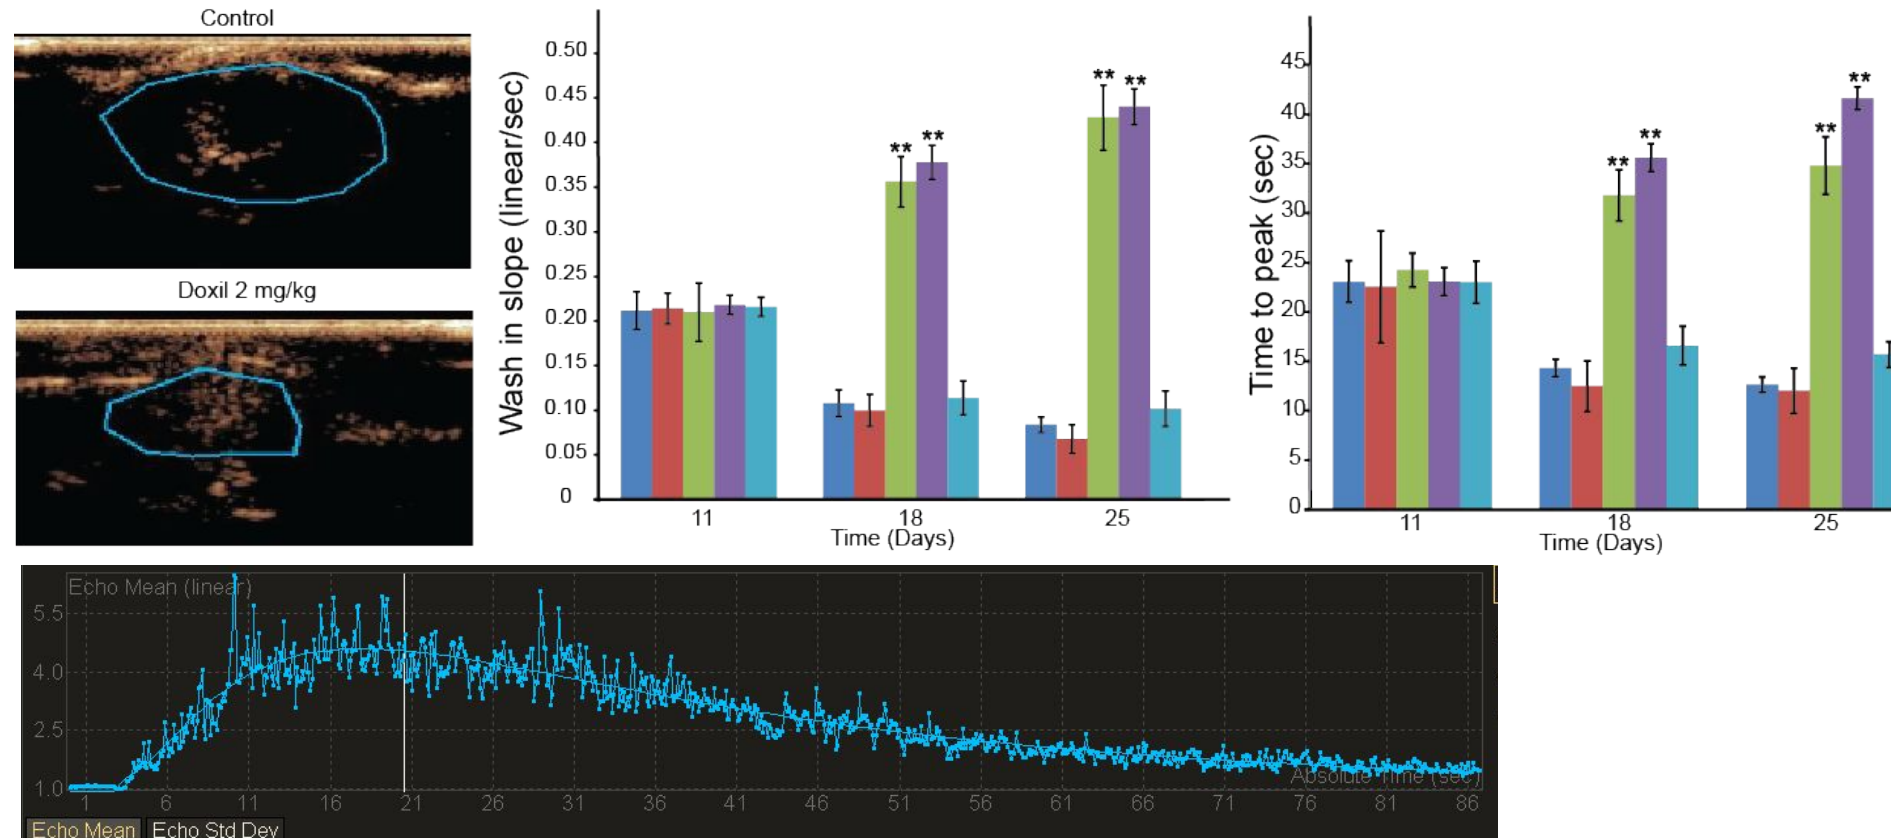 Control
Doxil 2 mg/kg
Wash in slope (linear/sec)
0.50
0.45
0.40
0.35
0.30
0.25
0.20
0.15
0.10
0.05
0
** ** ** **
11 18 25
Time (Days)
Time to peak (sec)
45
40
35
30
25
20
15
10
5
0
** ** ** **
11 18 25
Time (Days)
Echo Mean (linear)
5.5
4.0
2.5
1.0
Absolute Time (sec)
1 6 11 16 21 26 31 36 41 46 51 56 61 66 71 76 81 86
Echo Mean Echo Std Dev